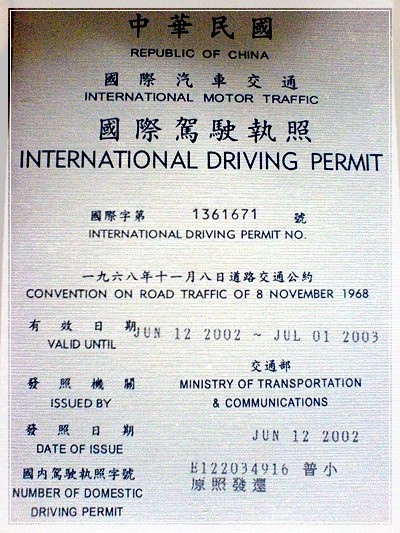 中華民國
REPUBLIC OF CHINA
國際汽車交通
INTERNATIONAL MOTOR TRAFFIC
國際駕駛執照
INTERNATIONAL DRIVING PERMIT
國際字第 1361671 號
INTERNATIONAL DRIVING PERMIT NO.
一九六八年十一月八日道路交通公約
CONVENTION ON ROAD TRAFFIC OF 8 NOVEMBER 1968
有效日期 JUN 12 2002 ~ JUL 01 2003
VALID UNTIL
交通部
發照機關 MINISTRY OF TRANSPORTATION
ISSUED BY & COMMUNICATIONS
發照日期 JUN 12 2002
DATE OF ISSUE
國內駕駛執照字號 E122034916 普小
NUMBER OF DOMESTIC 原照發還
DRIVING PERMIT